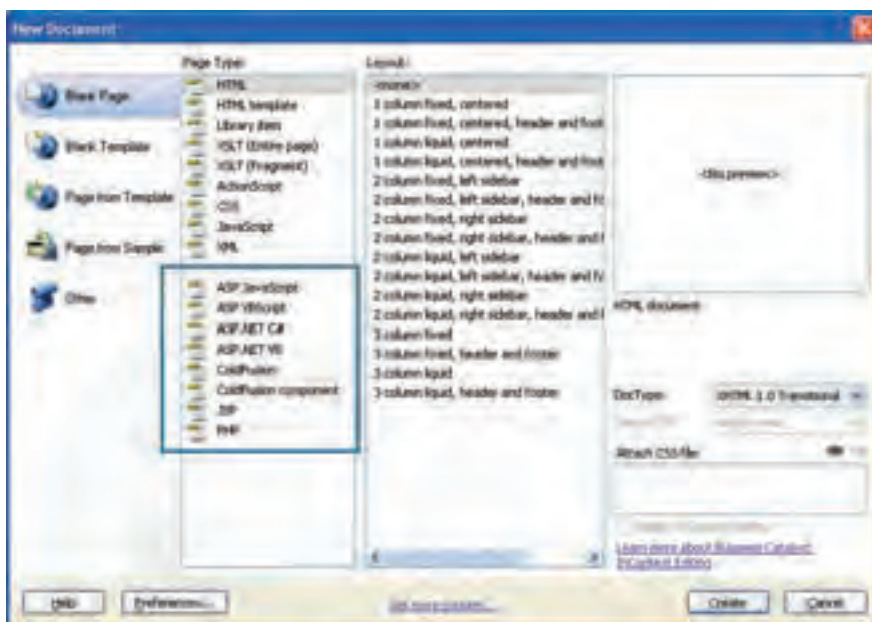 New Document
Page Type:
Layout:
Blank Page
Blank Template
Page from Template
Page from Sample
Other
HTML
HTML template
Library item
XSLT (Entire page)
XSLT (Fragment)
ActionScript
CSS
JavaScript
XML
ASP JavaScript
ASP VBScript
ASP.NET C#
ASP.NET VB
ColdFusion
ColdFusion component
JSP
PHP
<none>
1 column fixed, centered
1 column fixed, centered, header and foot
1 column liquid, centered
1 column liquid, centered, header and foot
2 column fixed, left sidebar
2 column fixed, left sidebar, header and fo
2 column fixed, right sidebar
2 column fixed, right sidebar, header and f
2 column liquid, left sidebar
2 column liquid, left sidebar, header and fo
2 column liquid, right sidebar
2 column liquid, right sidebar, header and f
3 column fixed
3 column fixed, header and footer
3 column liquid
3 column liquid, header and footer
<no preview>
HTML document
DocType:
XHTML 1.0 Transitional
Attach CSS file:
Learn more about Business Catalyst
InContext Editing
Help
Preferences...
Get more content...
Create
Cancel